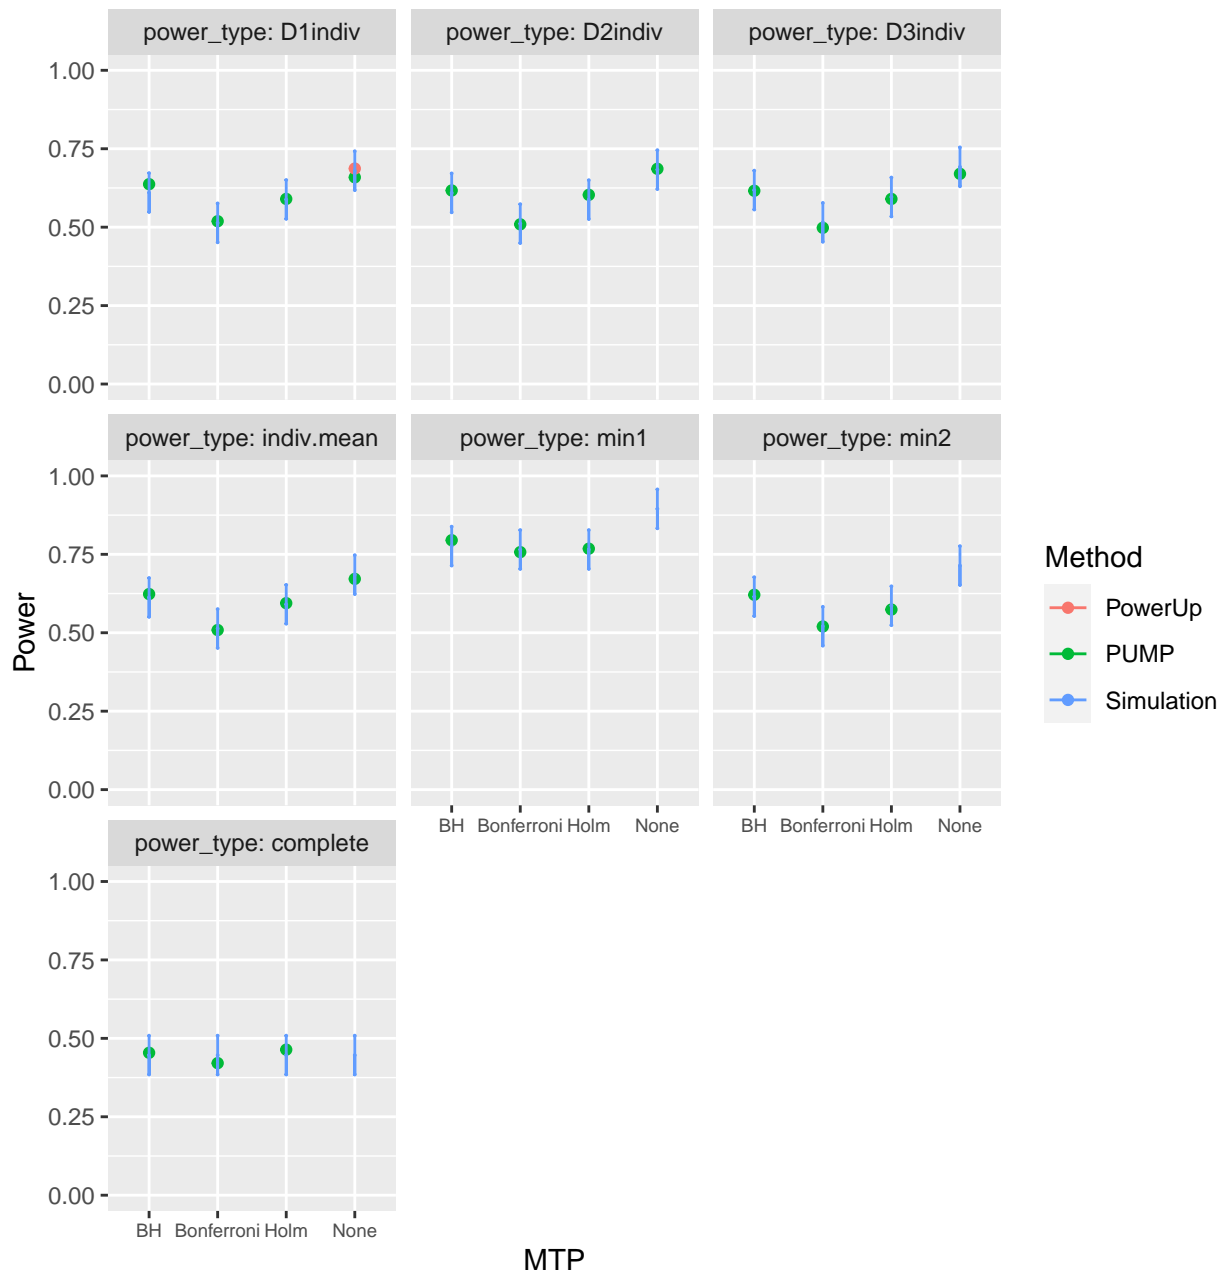 power_type: D1indiv power_type: D2indiv power_type: D3indiv
1.00
0.75
0.50
0.25
0.00
power_type: indiv.mean power_type: min1 power_type: min2
1.00
0.75
0.50
0.25
0.00
BH Bonferroni Holm None BH Bonferroni Holm None
power_type: complete
1.00
0.75
0.50
0.25
0.00
BH Bonferroni Holm None
MTP
Power
Method
PowerUp
PUMP
Simulation